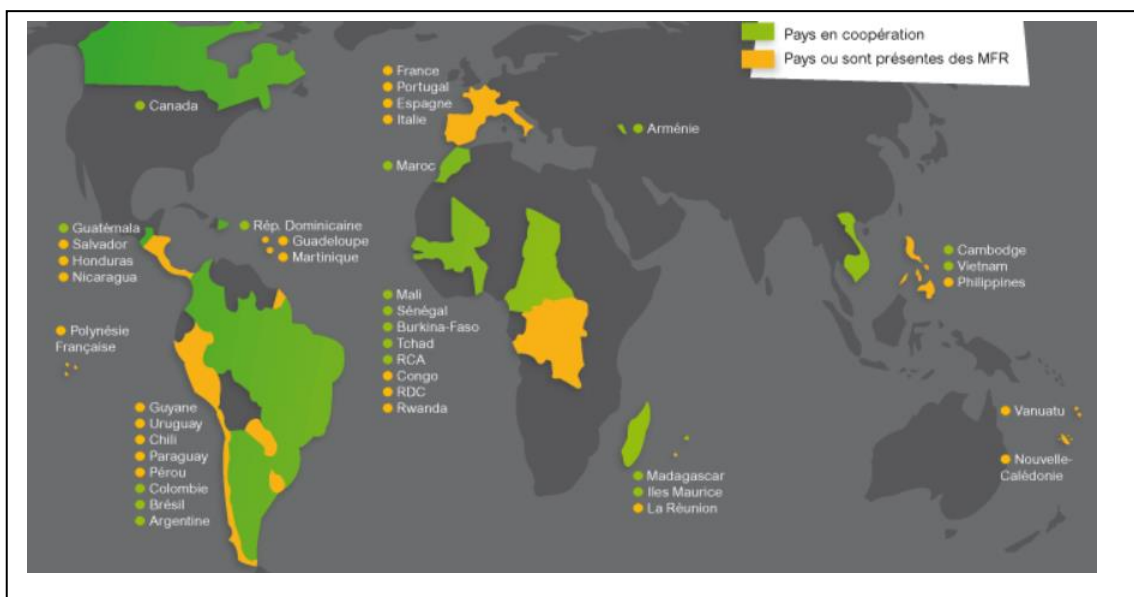 Pays en coopération
Pays ou sont présentes des MFR
France
Portugal
Espagne
Italie
Canada
Arménie
Maroc
Guatémala
Salvador
Honduras
Nicaragua
Rép. Dominicaine
Guadeloupe
Martinique
Cambodge
Vietnam
Philippines
Mali
Sénégal
Burkina-Faso
Tchad
RCA
Congo
RDC
Rwanda
Polynésie
Française
Guyane
Uruguay
Chili
Paraguay
Pérou
Colombie
Brésil
Argentine
Madagascar
Iles Maurice
La Réunion
Vanuatu
Nouvelle-
Calédonie